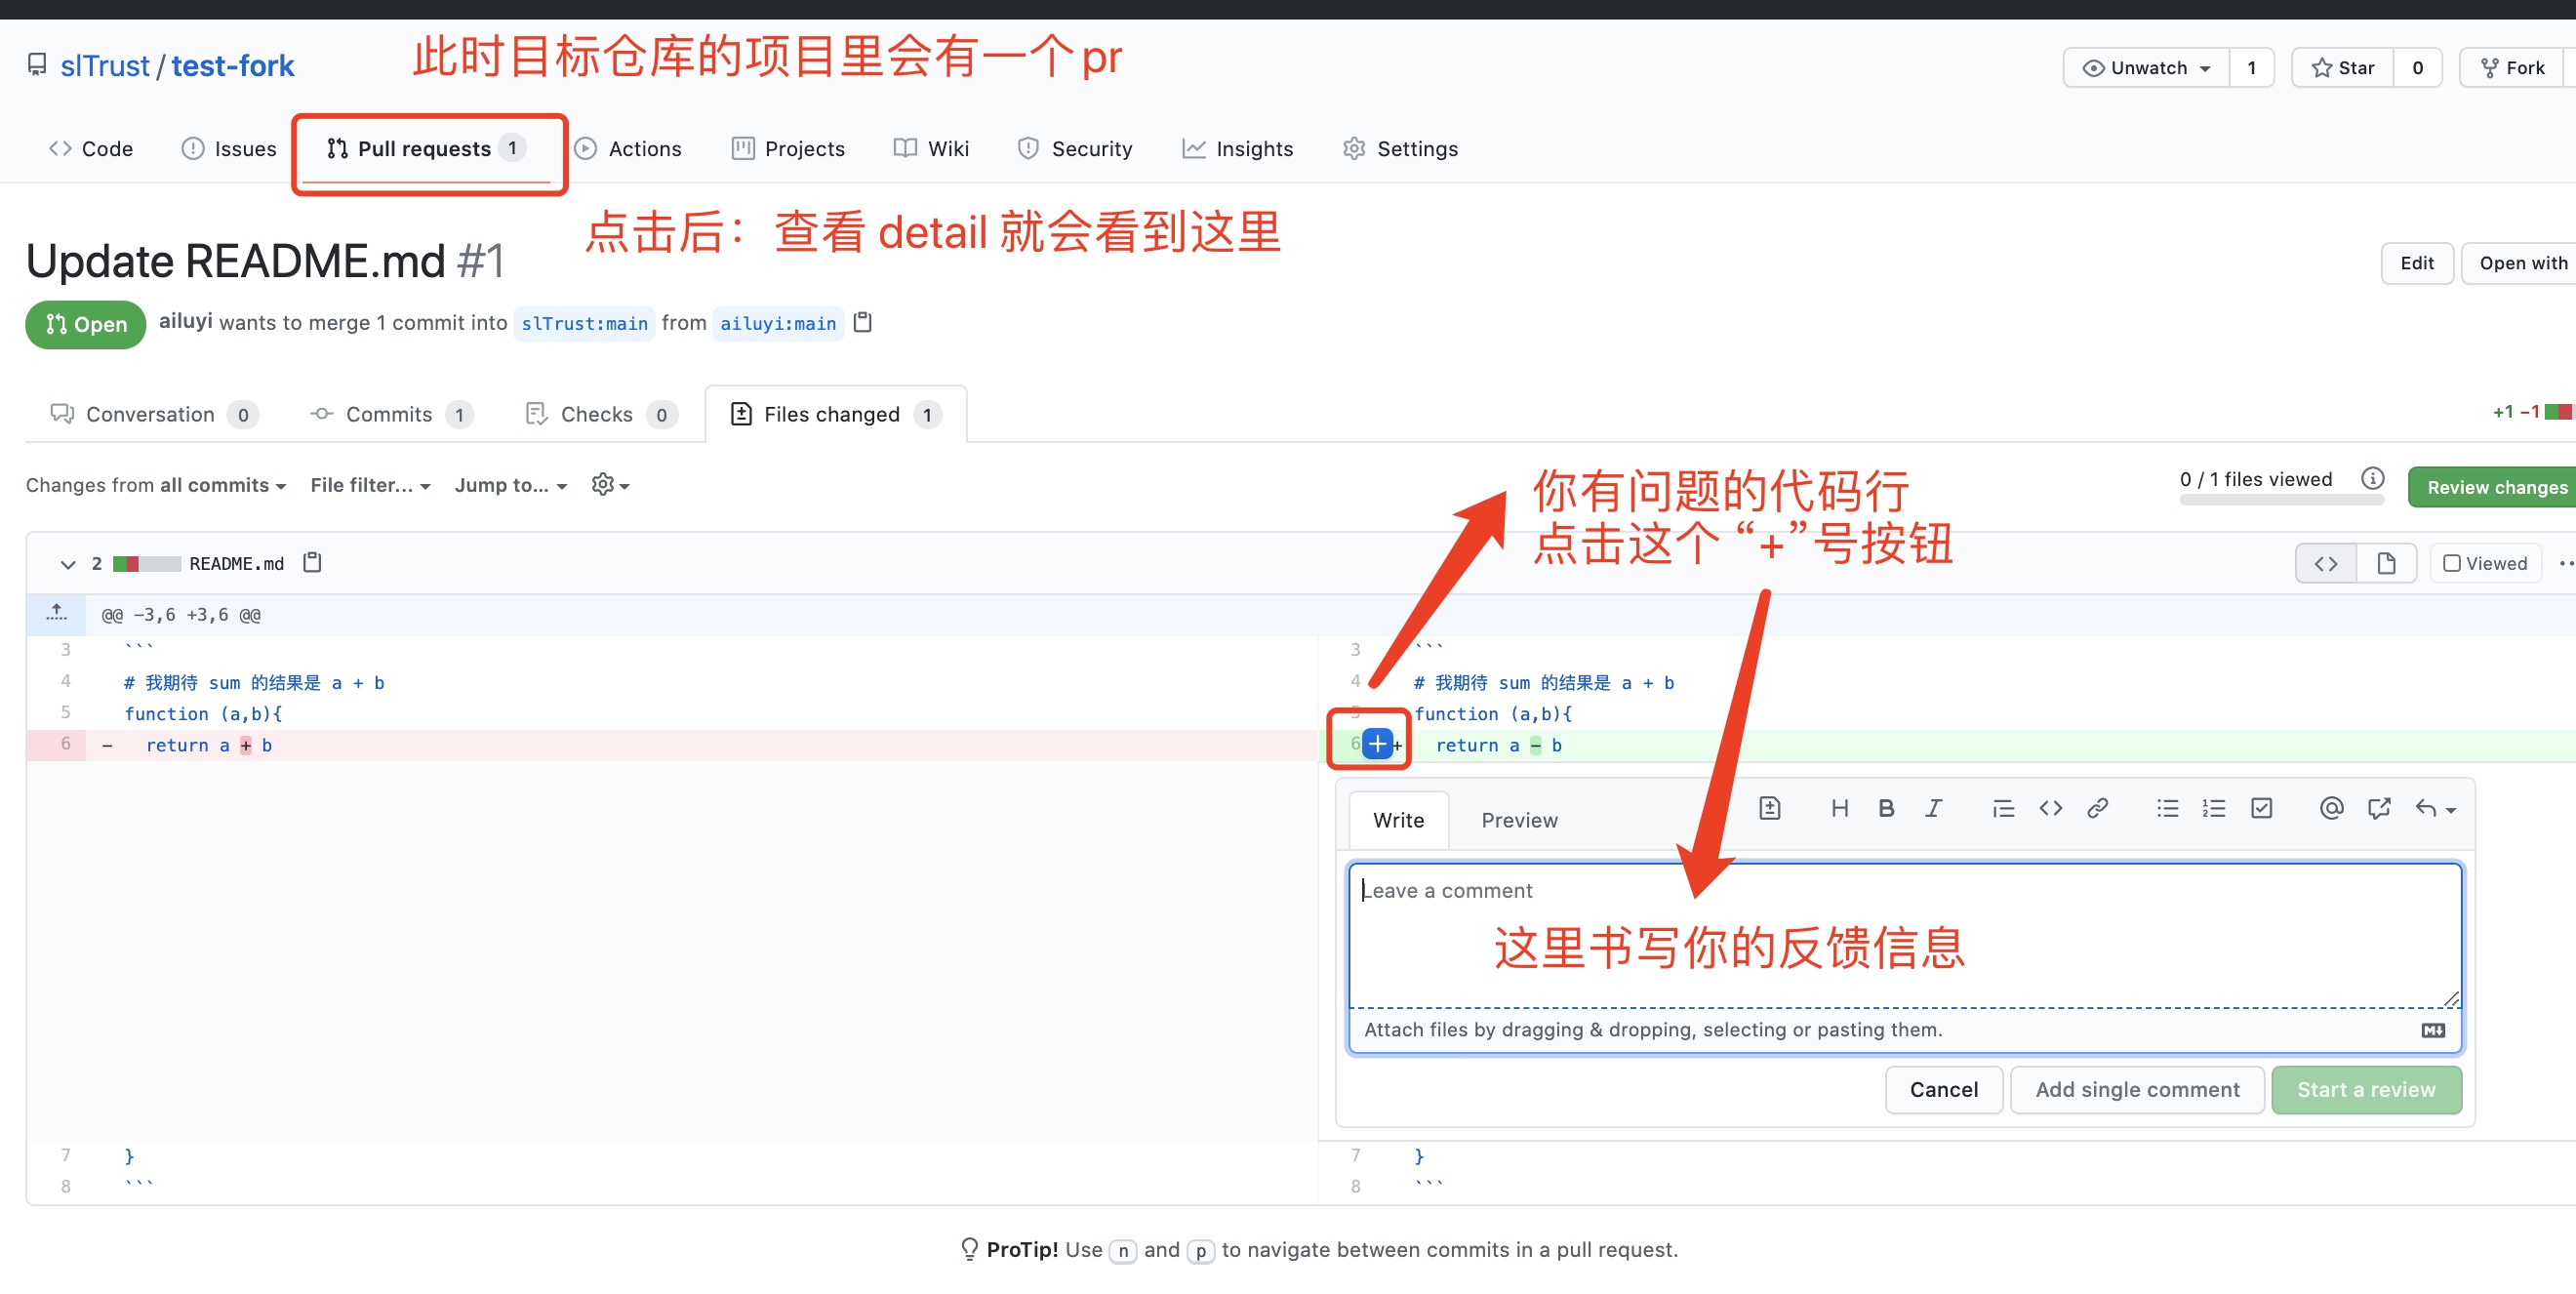 slTrust / test-fork
此时目标仓库的项目里会有一个pr
Unwatch 1
Star 0
Fork
Code
Issues
Pull requests 1
Actions
Projects
Wiki
Security
Insights
Settings
点击后：查看 detail 就会看到这里
Update README.md #1
Edit
Open with
Open
ailuyi wants to merge 1 commit into slTrust:main from ailuyi:main
Conversation 0
Commits 1
Checks 0
Files changed 1
+1 −1
Changes from all commits
File filter...
Jump to...
你有问题的代码行
点击这个 “+”号按钮
0 / 1 files viewed
Review changes
2 README.md
Viewed
@@ −3,6 +3,6 @@
3 ```
3 ```
4 # 我期待 sum 的结果是 a + b
4 # 我期待 sum 的结果是 a + b
5 function (a,b){
5 function (a,b){
6 − return a + b
6 + return a − b
Write
Preview
Leave a comment
这里书写你的反馈信息
Attach files by dragging & dropping, selecting or pasting them.
Cancel
Add single comment
Start a review
7 }
7 }
8 ```
8 ```
ProTip! Use n and p to navigate between commits in a pull request.